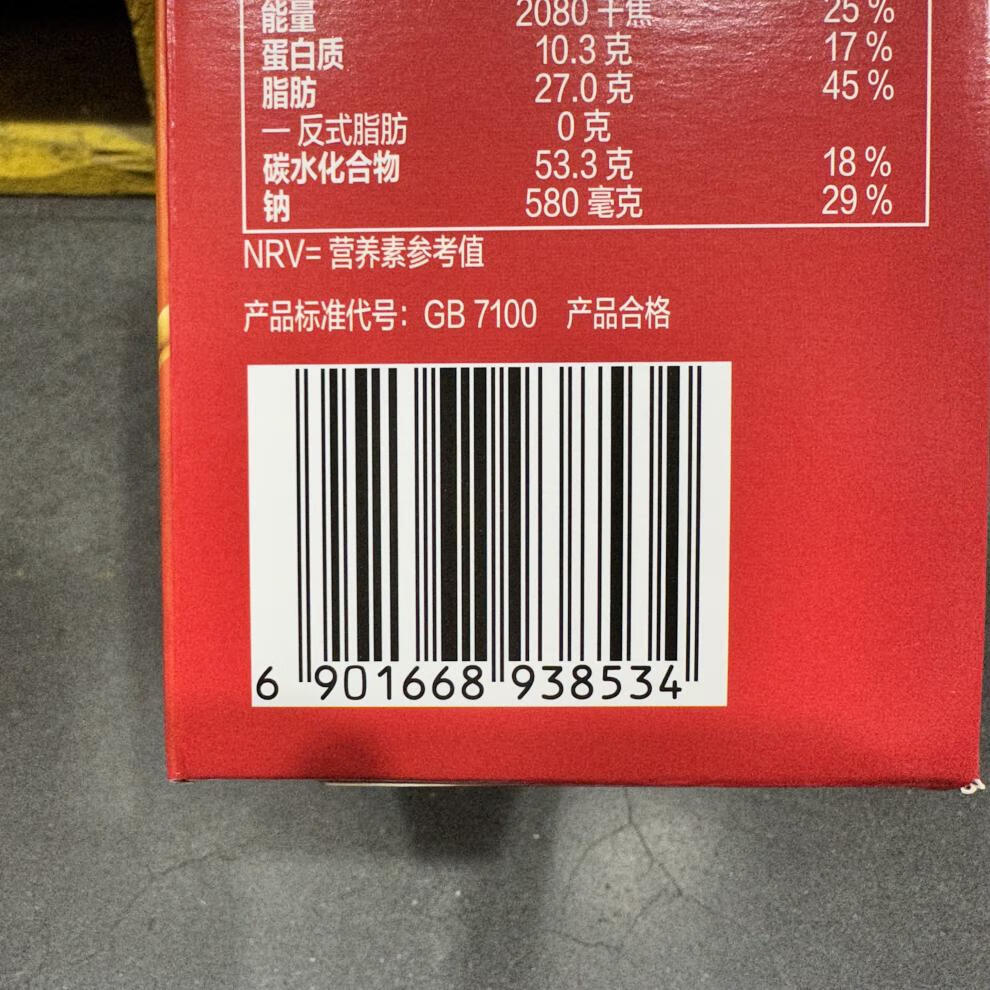 能量 2080 千焦 25 %
蛋白质 10.3 克 17 %
脂肪 27.0 克 45 %
— 反式脂肪 0 克
碳水化合物 53.3 克 18 %
钠 580 毫克 29 %
NRV= 营养素参考值
产品标准代号：GB 7100 产品合格
6 901668 938534